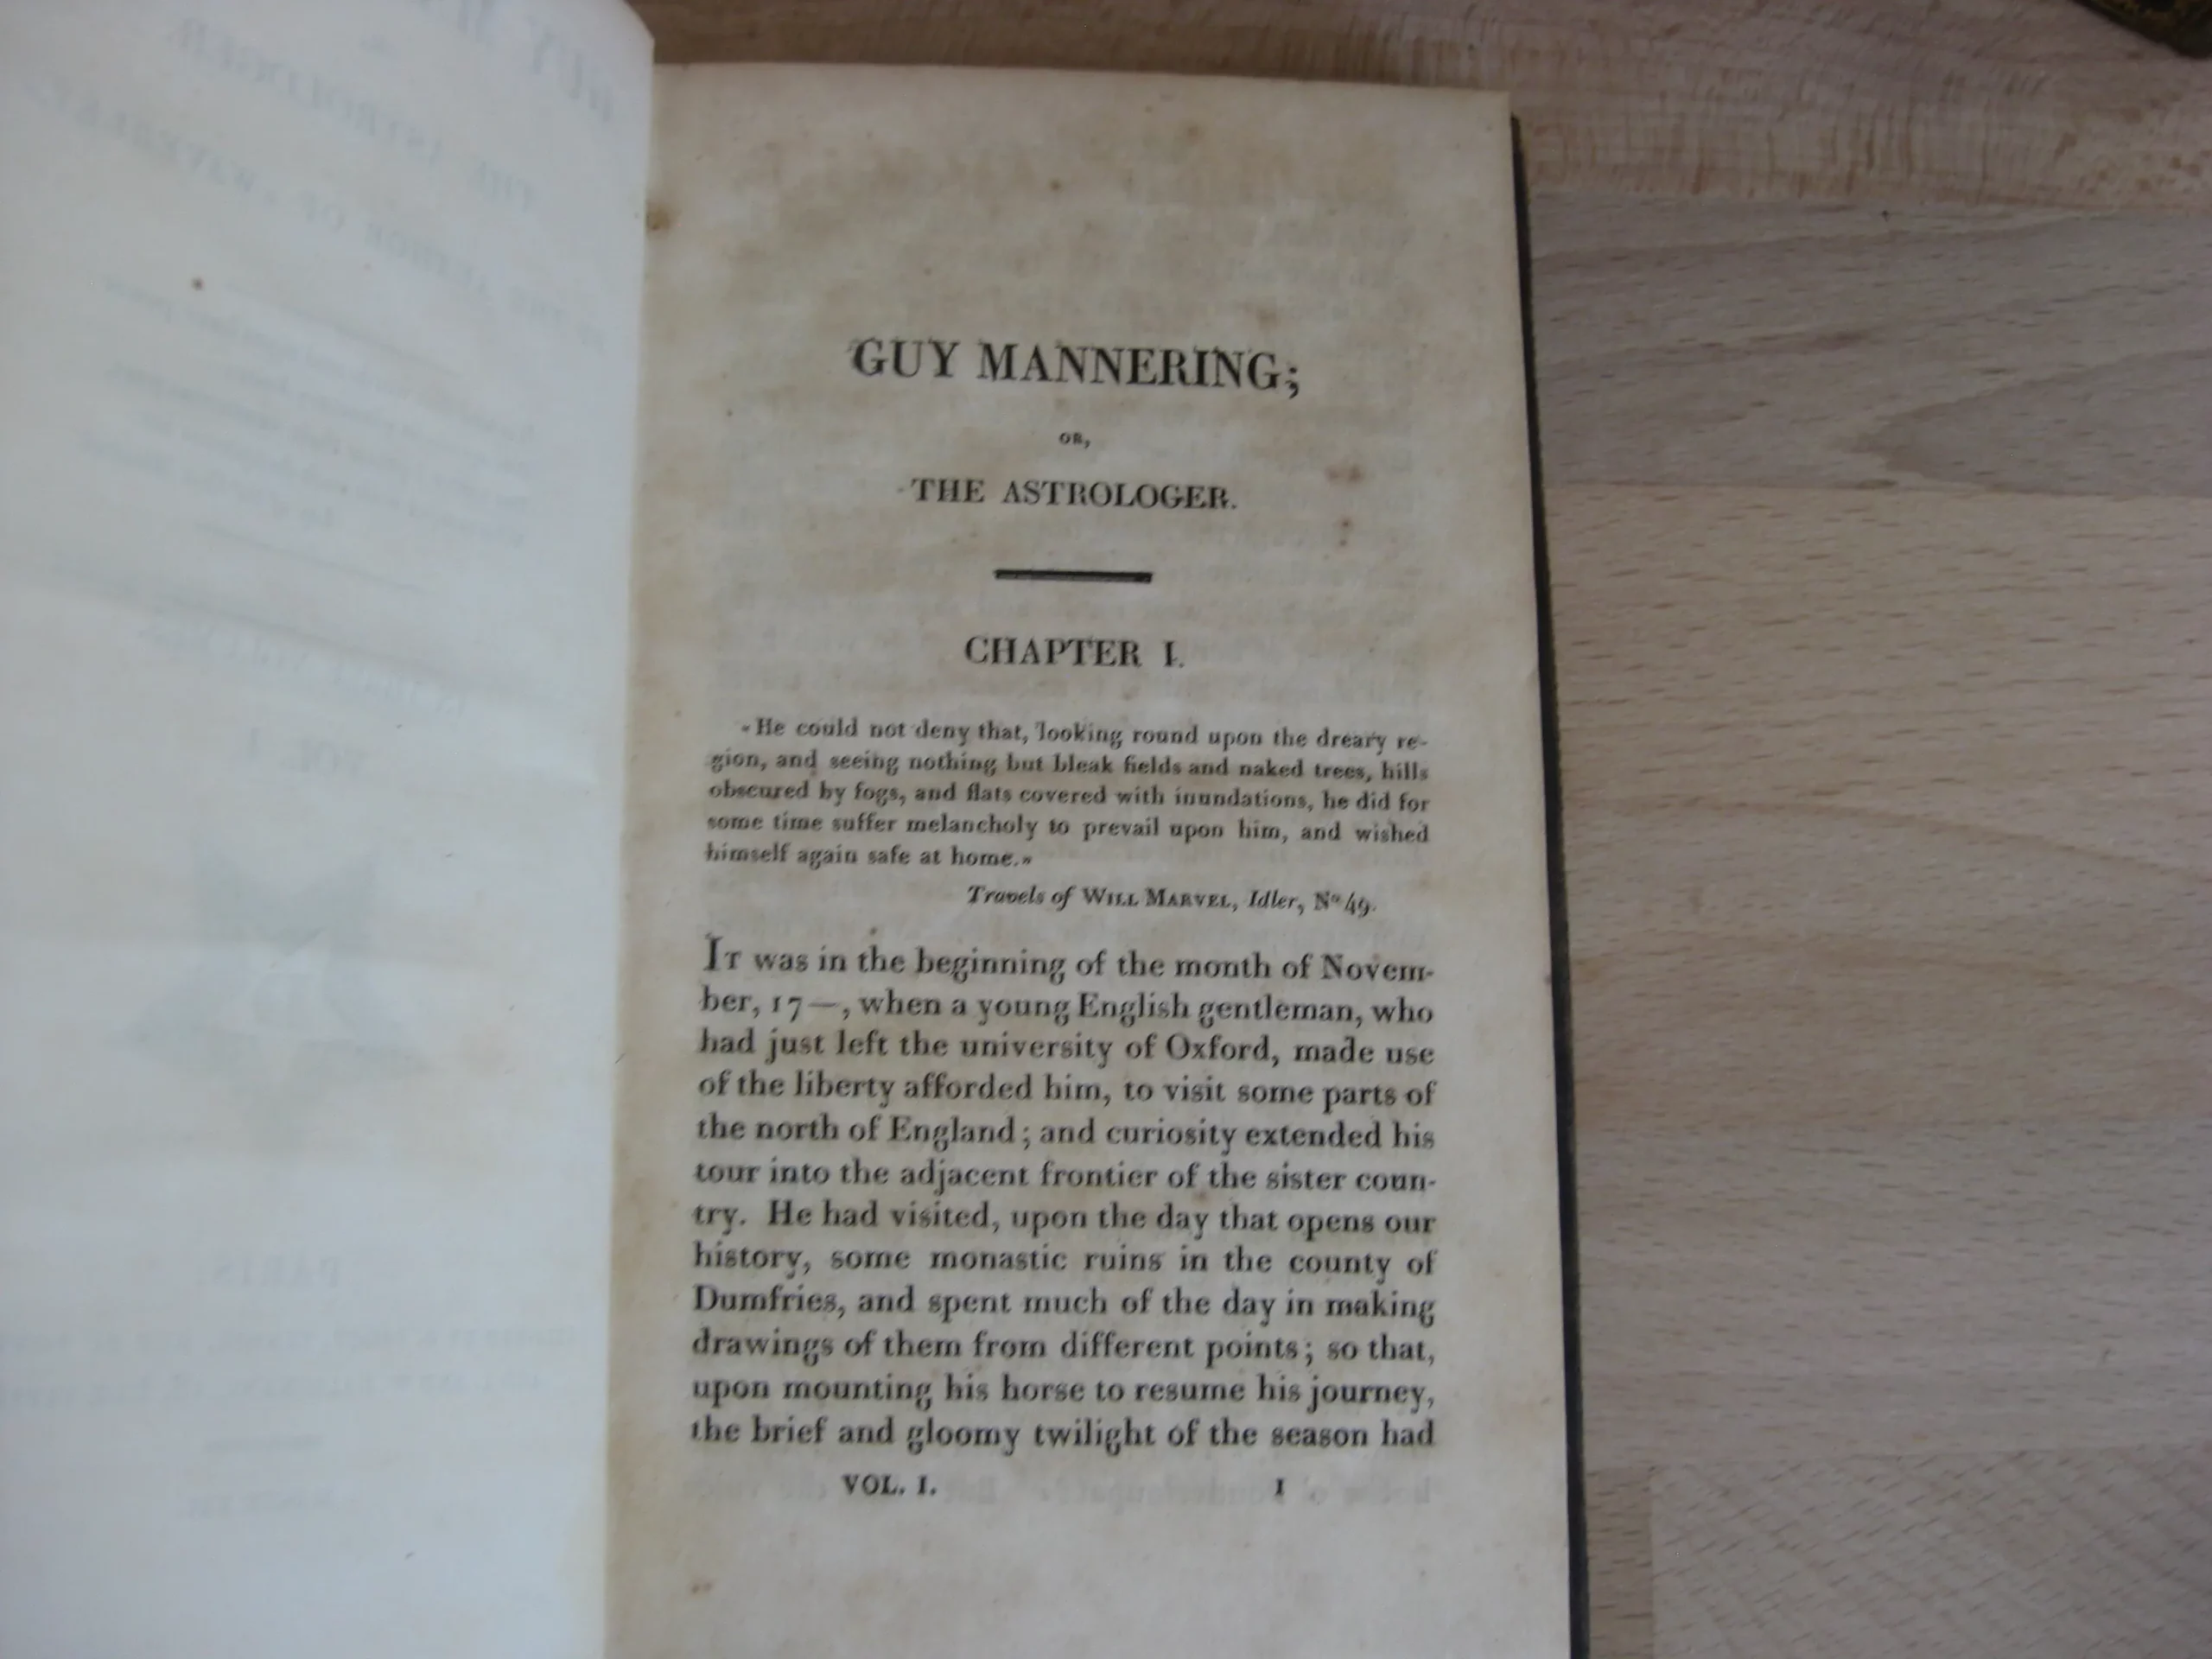 GUY MANNERING;
OR,
THE ASTROLOGER.
CHAPTER I.
«He could not deny that, looking round upon the dreary re-
gion, and seeing nothing but bleak fields and naked trees, hills
obscured by fogs, and flats covered with inundations, he did for
some time suffer melancholy to prevail upon him, and wished
himself again safe at home.»
Travels of WILL MARVEL, Idler, No 49.
IT was in the beginning of the month of Novem-
ber, 17—, when a young English gentleman, who
had just left the university of Oxford, made use
of the liberty afforded him, to visit some parts of
the north of England; and curiosity extended his
tour into the adjacent frontier of the sister coun-
try. He had visited, upon the day that opens our
history, some monastic ruins in the county of
Dumfries, and spent much of the day in making
drawings of them from different points; so that,
upon mounting his horse to resume his journey,
the brief and gloomy twilight of the season had
VOL. I. 1